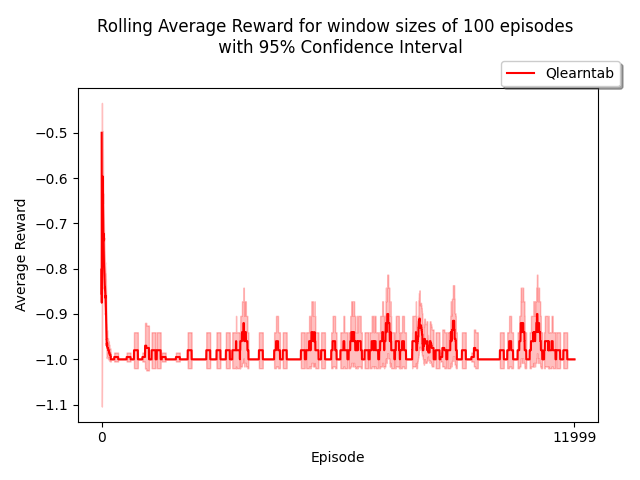 Rolling Average Reward for window sizes of 100 episodes
with 95% Confidence Interval
Qlearntab
−0.5
−0.6
−0.7
−0.8
−0.9
−1.0
−1.1
Average Reward
0
11999
Episode